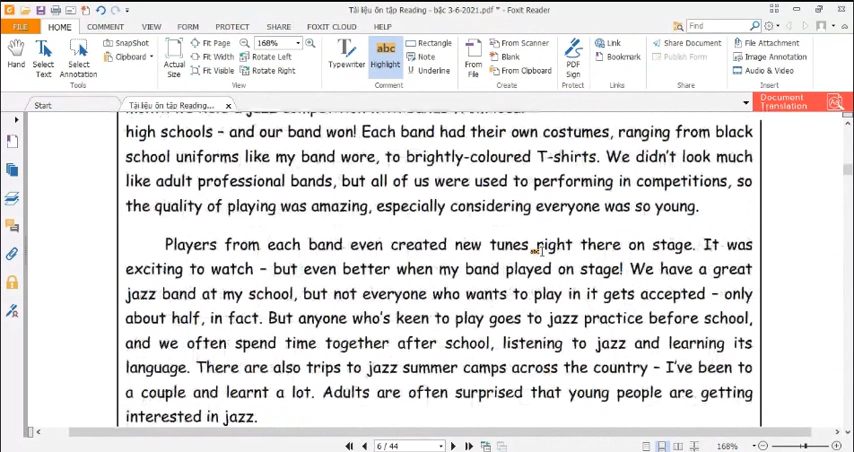 Tài liệu ôn tập Reading - bậc 3-6-2021.pdf * - Foxit Reader
FILE HOME COMMENT VIEW FORM PROTECT SHARE FOXIT CLOUD HELP Find
Hand
Select Text
Select Annotation
SnapShot
Clipboard
Tools
Actual Size
Fit Page
Fit Width
Fit Visible
168%
Rotate Left
Rotate Right
View
Typewriter
abc
Highlight
Rectangle
Note
Underline
Comment
From File
From Scanner
Blank
From Clipboard
Create
PDF Sign
Protect
Link
Bookmark
Links
Share Document
Publish Form
Share
File Attachment
Image Annotation
Audio & Video
Insert
Start
Tài liệu ôn tập Reading...
Document Translation
high schools – and our band won! Each band had their own costumes, ranging from black
school uniforms like my band wore, to brightly-coloured T-shirts. We didn't look much
like adult professional bands, but all of us were used to performing in competitions, so
the quality of playing was amazing, especially considering everyone was so young.
Players from each band even created new tunes right there on stage. It was
exciting to watch – but even better when my band played on stage! We have a great
jazz band at my school, but not everyone who wants to play in it gets accepted – only
about half, in fact. But anyone who's keen to play goes to jazz practice before school,
and we often spend time together after school, listening to jazz and learning its
language. There are also trips to jazz summer camps across the country – I've been to
a couple and learnt a lot. Adults are often surprised that young people are getting
interested in jazz.
6 / 44
168%